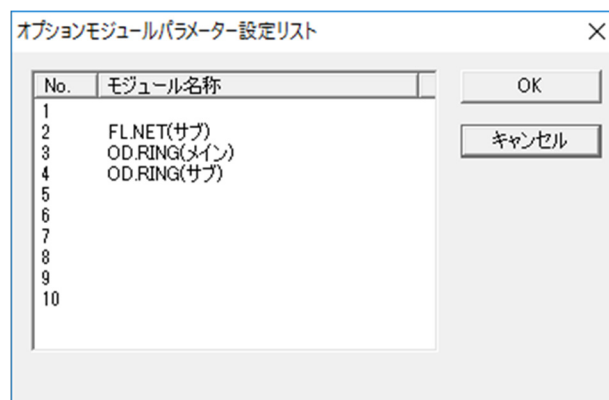 オプションモジュールパラメーター設定リスト
No. モジュール名称
OK
キャンセル
1
2 FL.NET(サブ)
3 OD.RING(メイン)
4 OD.RING(サブ)
5
6
7
8
9
10